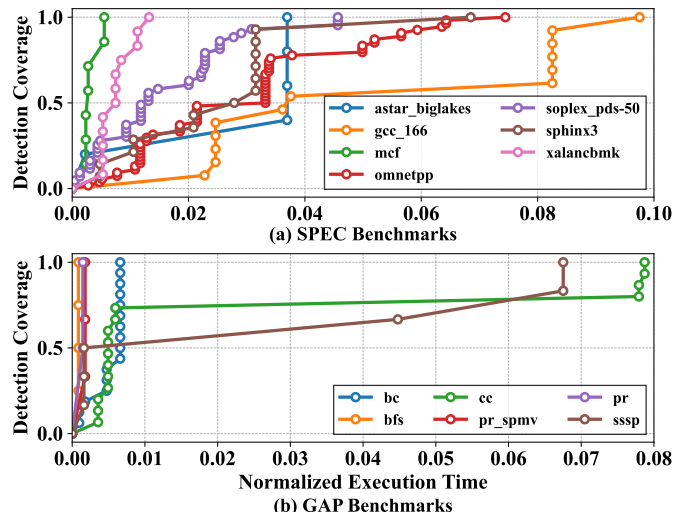 Detection Coverage
1.0
0.5
0.0
astar_biglakes
gcc_166
mcf
omnetpp
soplex_pds-50
sphinx3
xalancbmk
0.00 0.02 0.04 0.06 0.08 0.10
(a) SPEC Benchmarks
Detection Coverage
1.0
0.5
0.0
bc cc pr
bfs pr_spmv sssp
0.00 0.01 0.02 0.03 0.04 0.05 0.06 0.07 0.08
Normalized Execution Time
(b) GAP Benchmarks